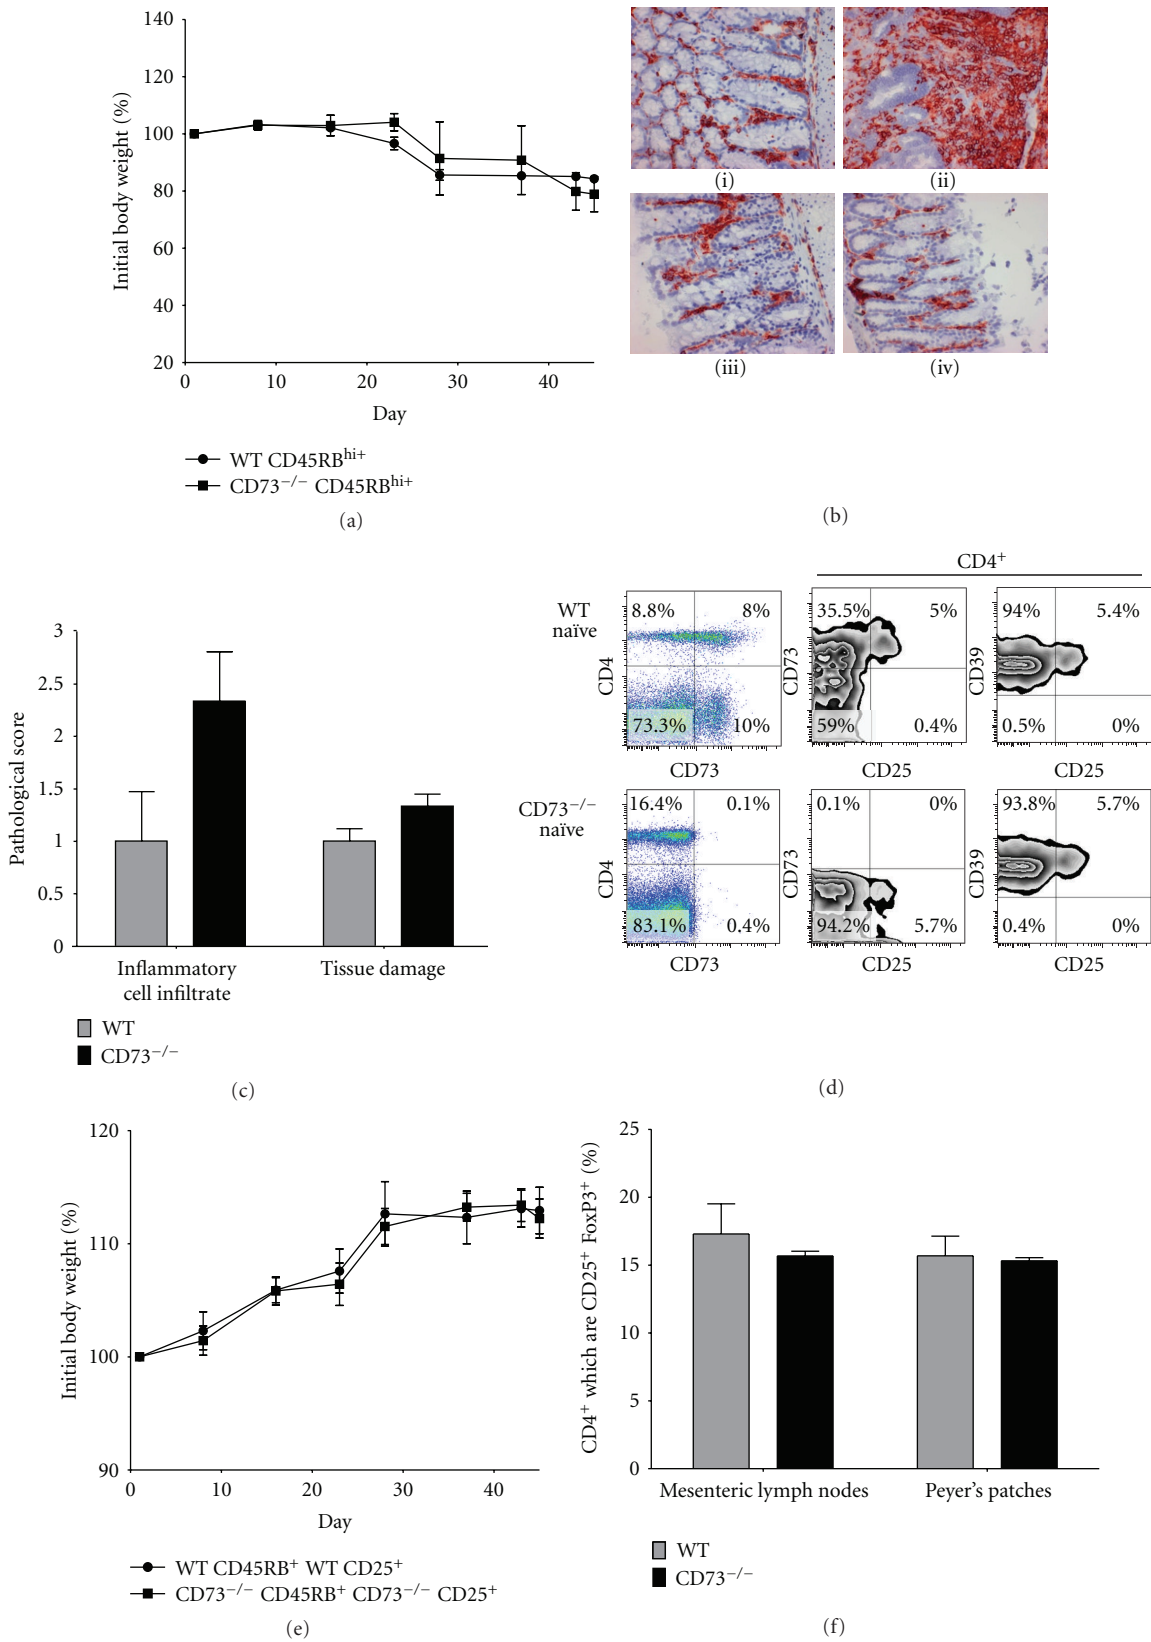 140
120
100
80
60
40
20
Initial body weight (%)
0 10 20 30 40
Day
WT CD45RBhi+
CD73−/− CD45RBhi+
(a)
(i)
(ii)
(iii)
(iv)
(b)
3
2.5
2
1.5
1
0.5
0
Pathological score
Inflammatory
cell infiltrate
Tissue damage
WT
CD73−/−
(c)
CD4+
WT
naïve
CD4
8.8% 8%
73.3% 10%
CD73
CD73
35.5% 5%
59% 0.4%
CD25
CD39
94% 5.4%
0.5% 0%
CD25
CD73−/−
naïve
CD4
16.4% 0.1%
83.1% 0.4%
CD73
CD73
0.1% 0%
94.2% 5.7%
CD25
CD39
93.8% 5.7%
0.4% 0%
CD25
(d)
120
110
100
90
Initial body weight (%)
0 10 20 30 40
Day
WT CD45RB+ WT CD25+
CD73−/− CD45RB+ CD73−/− CD25+
(e)
25
20
15
10
5
0
CD4+ which are CD25+ FoxP3+ (%)
Mesenteric lymph nodes
Peyer's patches
WT
CD73−/−
(f)